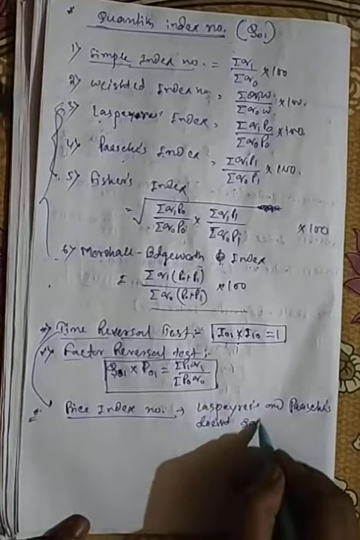 * Quantity index no. (Q₀₁)
1) Simple Index no. = Σq₁/Σq₀ × 100
2) Weighted Index no. = Σq₁w/Σq₀w × 100.
3) Laspeyres' Index, = Σq₁P₀/Σq₀P₀ × 100
4) Paasche's Index = Σq₁P₁/Σq₀P₁ × 100.
5) Fisher's Index
= √ Σq₁P₀/Σq₀P₀ × Σq₁P₁/Σq₀P₁ × 100
6) Marshall-Edgeworth Index
= Σq₁(P₀+P₁)/Σq₀(P₀+P₁) × 100
Time Reversal Test:- I₀₁ × I₁₀ = 1
Factor Reversal test:-
Q₀₁ × P₀₁ = ΣP₁q₁/ΣP₀q₀
Price Index no. → Laspeyre's and Paasche's